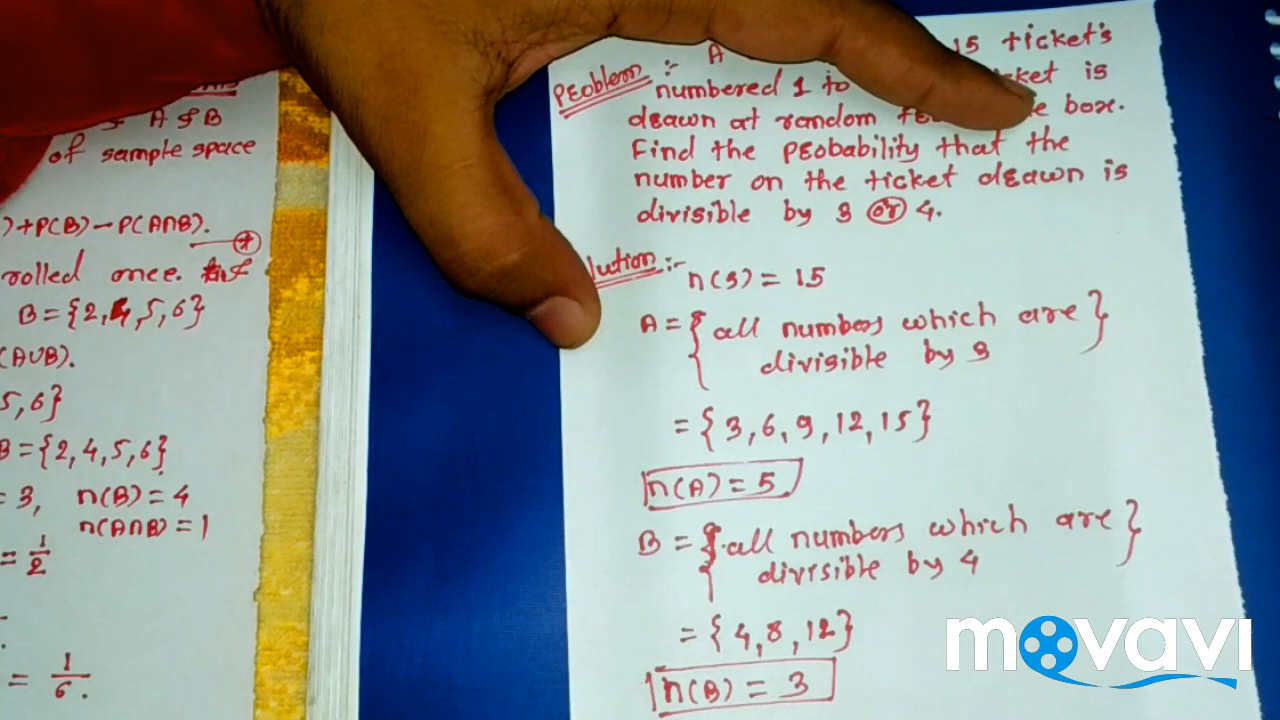 A & B
of sample space
)+P(B)-P(A∩B).
rolled once. if
B={2,4,5,6}
(A∪B).
5,6}
B={2,4,5,6}
=3, n(B)=4
n(A∩B)=1
=1/2
=1/6.
Problem :- A 15 ticket's
numbered 1 to is
drawn at random box.
Find the probability that the
number on the ticket drawn is
divisible by 3 or 4.
lution :-
n(S)=15
A={all numbers which are}
divisible by 3
={3,6,9,12,15}
n(A)=5
B={all numbers which are}
divisible by 4
={4,8,12}
n(B)=3
movavi